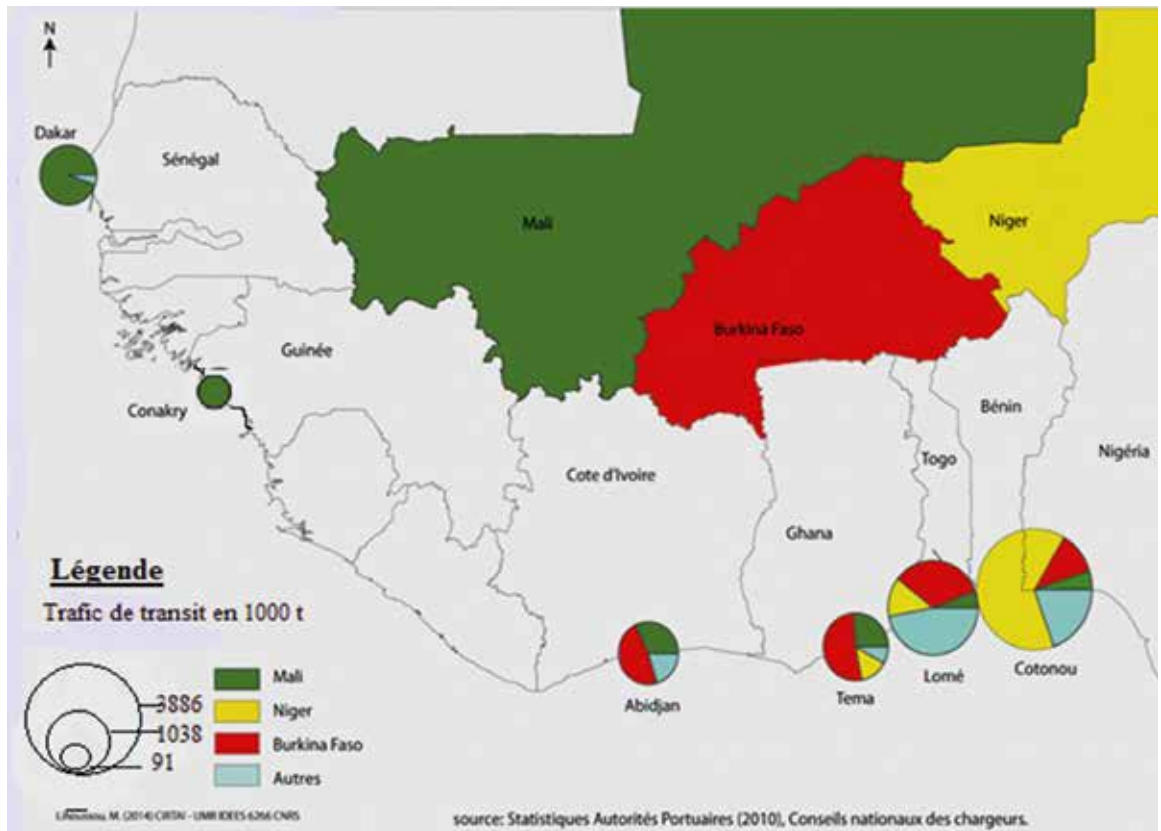 N
Dakar
Sénégal
Mali
Niger
Burkina Faso
Guinée
Conakry
Cote d'Ivoire
Ghana
Togo
Bénin
Nigéria
Abidjan
Tema
Lomé
Cotonou
Légende
Trafic de transit en 1000 t
3886
1038
91
Mali
Niger
Burkina Faso
Autres
M. (2014) CIRTAI - UMR IDEES 6266 CNRS
source: Statistiques Autorités Portuaires (2010), Conseils nationaux des chargeurs.